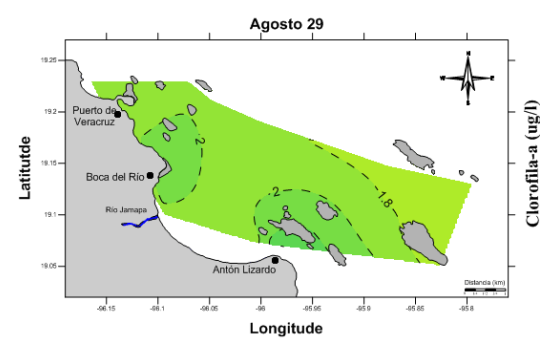 Agosto 29
19.25
19.2
19.15
19.1
19.05
Latitutde
N
W
E
S
Puerto de
Veracruz
Boca del Río
Río Jamapa
Antón Lizardo
2
2
1.8
Distancia (km)
-96.15
-96.1
-96.05
-96
-95.95
-95.9
-95.85
-95.8
Longitude
Clorofila-a (ug/l)